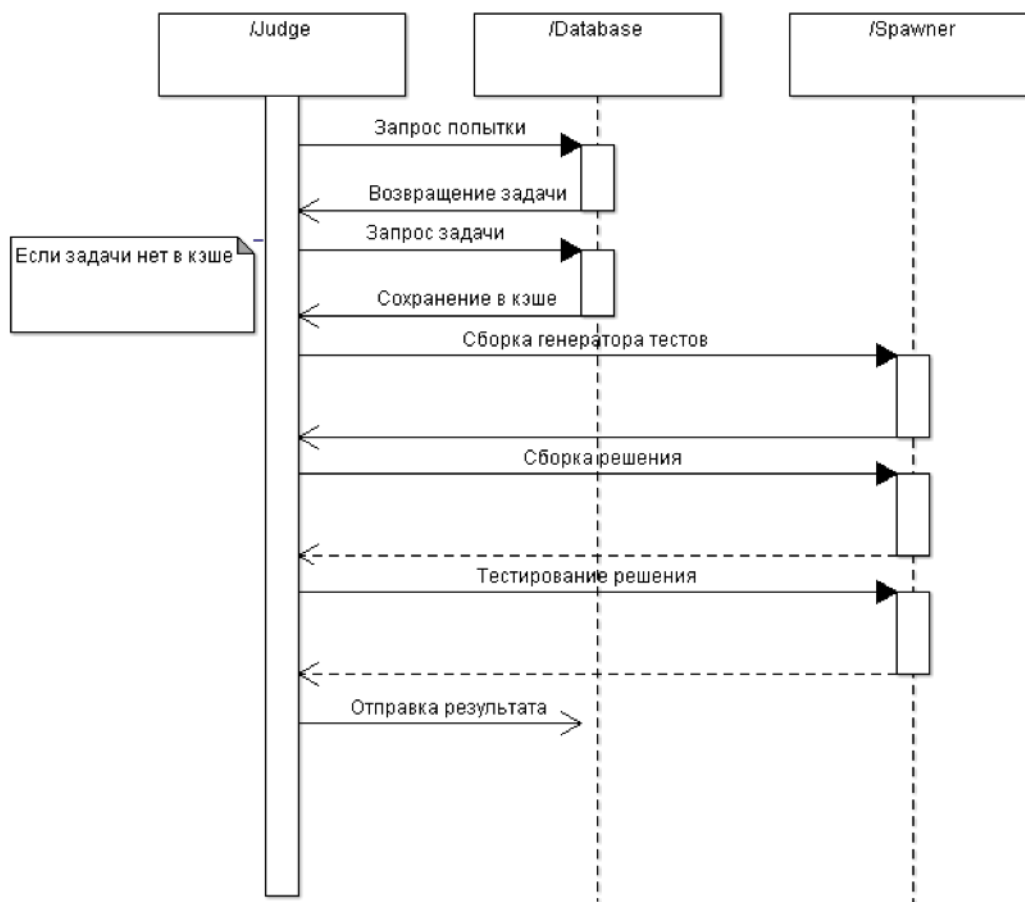 /Judge
/Database
/Spawner
Запрос попытки
Возвращение задачи
Запрос задачи
Если задачи нет в кэше
Сохранение в кэше
Сборка генератора тестов
Сборка решения
Тестирование решения
Отправка результата